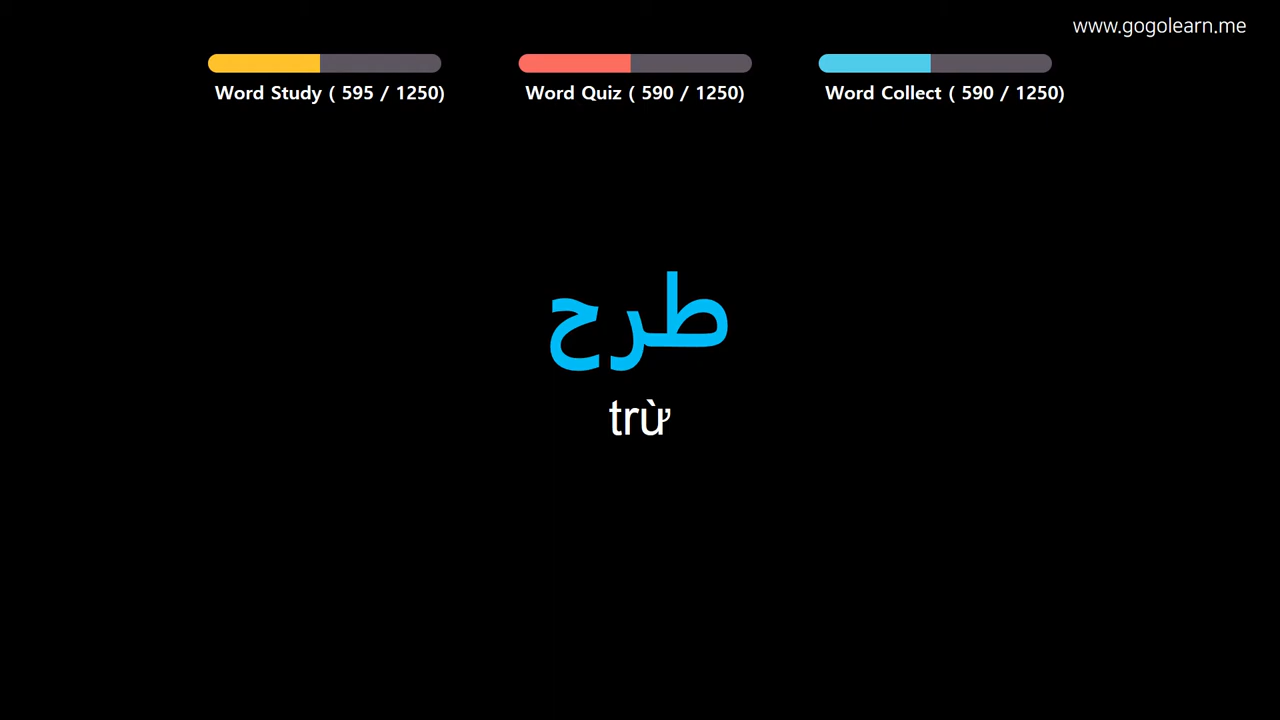 www.gogolearn.me
Word Study ( 595 / 1250)
Word Quiz ( 590 / 1250)
Word Collect ( 590 / 1250)
طرح
trừ